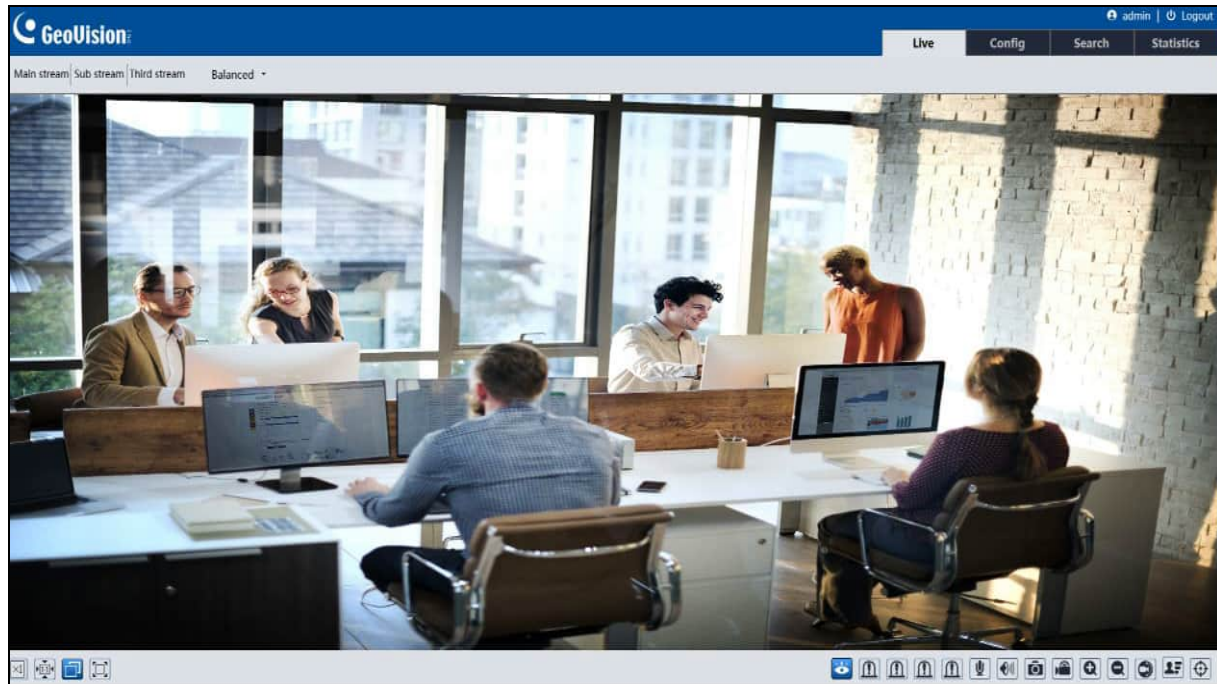 admin | Logout
GeoVision
Live Config Search Statistics
Main stream Sub stream Third stream Balanced